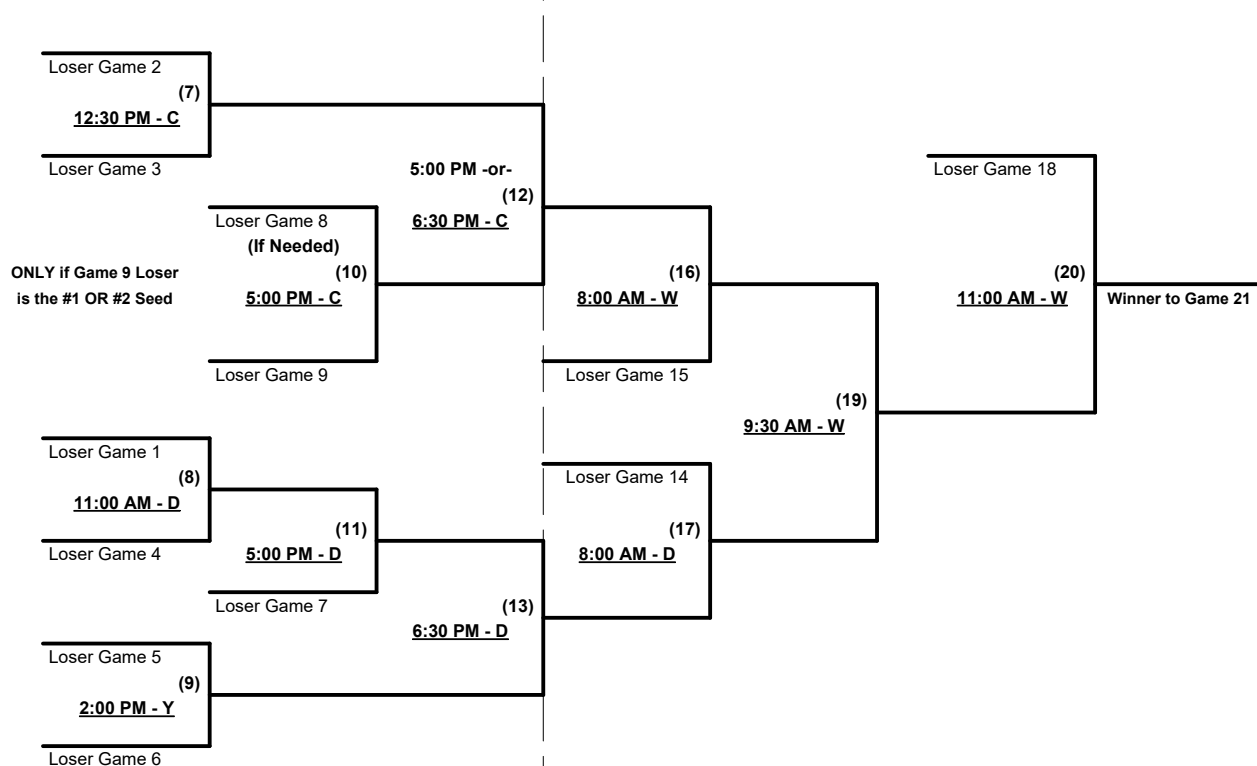 Loser Game 2
(7)
12:30 PM - C
Loser Game 3
5:00 PM -or-
(12)
6:30 PM - C
Loser Game 18
Loser Game 8
(If Needed)
(10)
5:00 PM - C
ONLY if Game 9 Loser
is the #1 OR #2 Seed
Loser Game 9
(16)
8:00 AM - W
Loser Game 15
(20)
11:00 AM - W
Winner to Game 21
(19)
9:30 AM - W
Loser Game 1
(8)
11:00 AM - D
Loser Game 4
(11)
5:00 PM - D
Loser Game 7
Loser Game 14
(17)
8:00 AM - D
(13)
6:30 PM - D
Loser Game 5
(9)
2:00 PM - Y
Loser Game 6